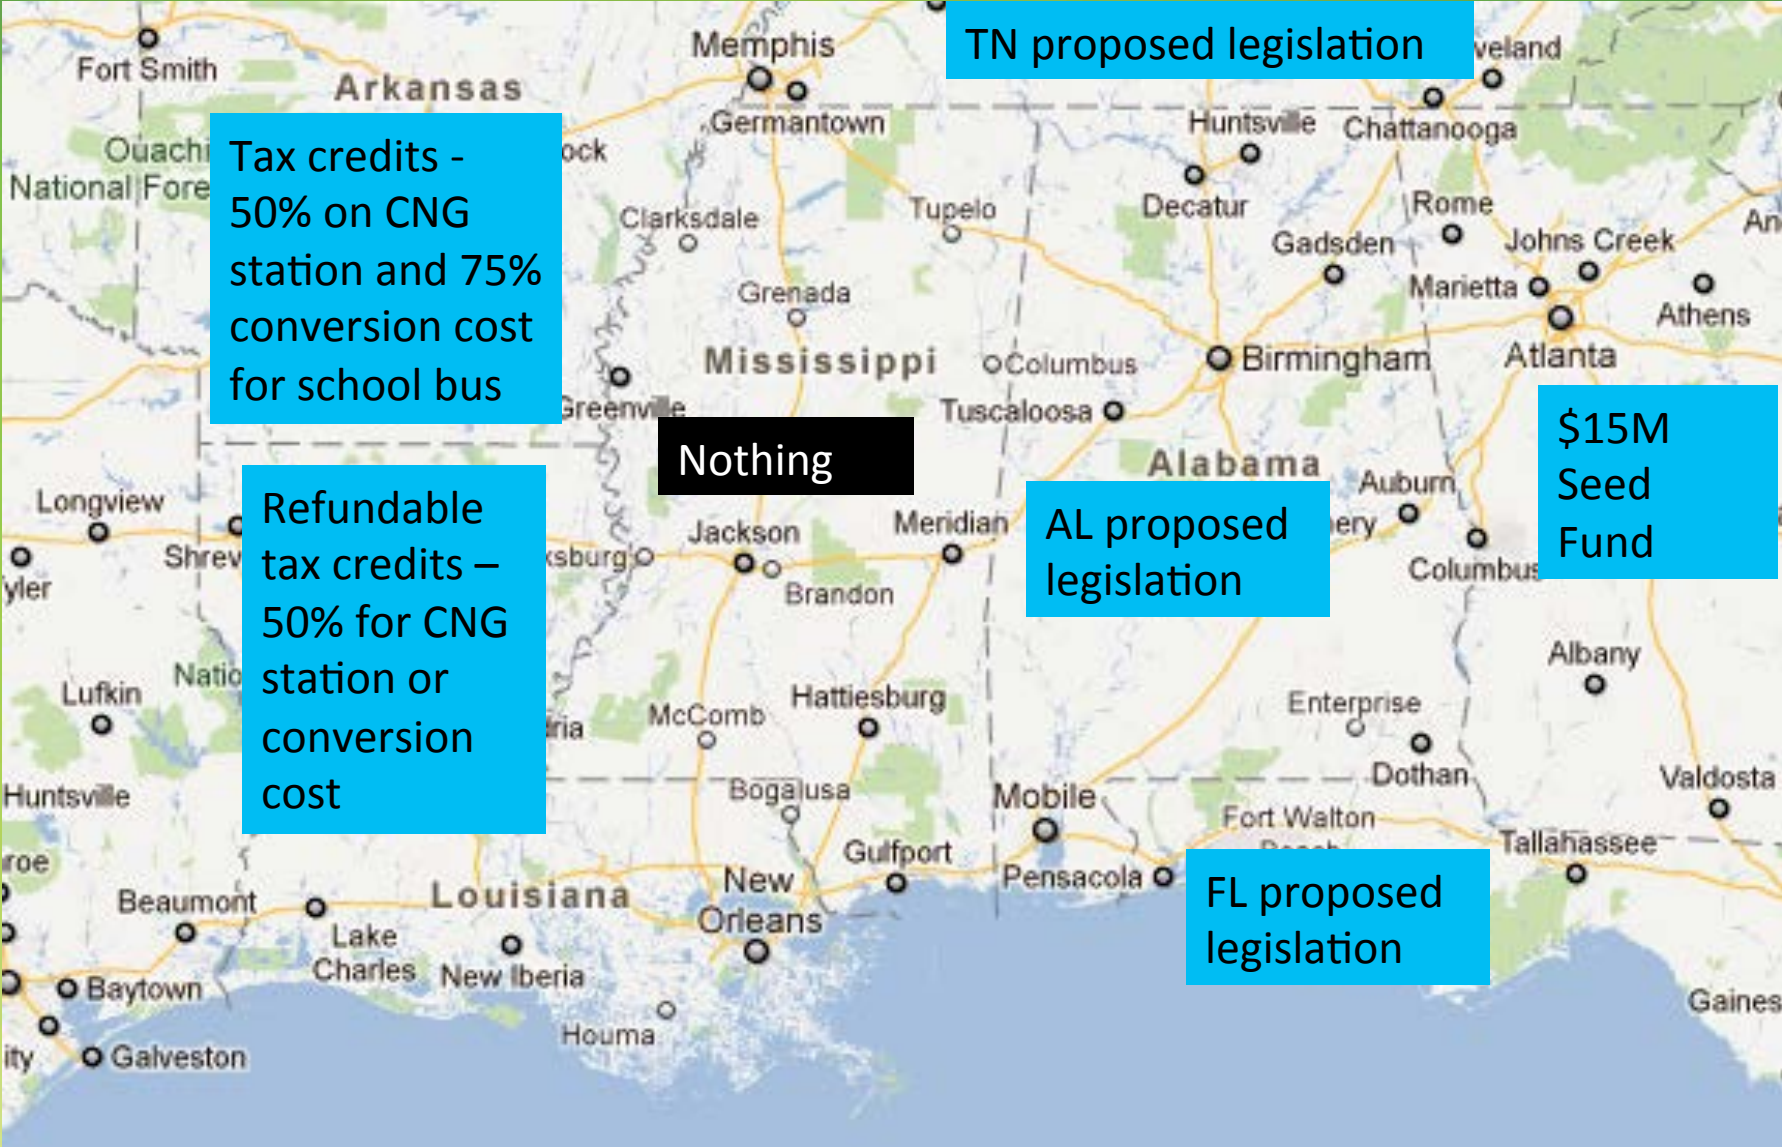 TN proposed legislation
Memphis
Fort Smith
Arkansas
Germantown
Huntsville
Chattanooga
Tax credits -
50% on CNG
station and 75%
conversion cost
for school bus
Decatur
Rome
Clarksdale
Tupelo
Gadsden
Johns Creek
Grenada
Marietta
Athens
Mississippi
Columbus
Birmingham
Atlanta
Greenville
Tuscaloosa
Nothing
$15M
Seed
Fund
Alabama
Auburn
Longview
Refundable
tax credits –
50% for CNG
station or
conversion
cost
Jackson
Meridian
AL proposed
legislation
Columbus
Brandon
Albany
Lufkin
McComb
Hattiesburg
Enterprise
Dothan
Valdosta
Huntsville
Bogalusa
Mobile
Fort Walton
Tallahassee
Gulfport
Pensacola
FL proposed
legislation
Louisiana
New
Orleans
Beaumont
Lake
Charles
New Iberia
Baytown
Houma
Galveston